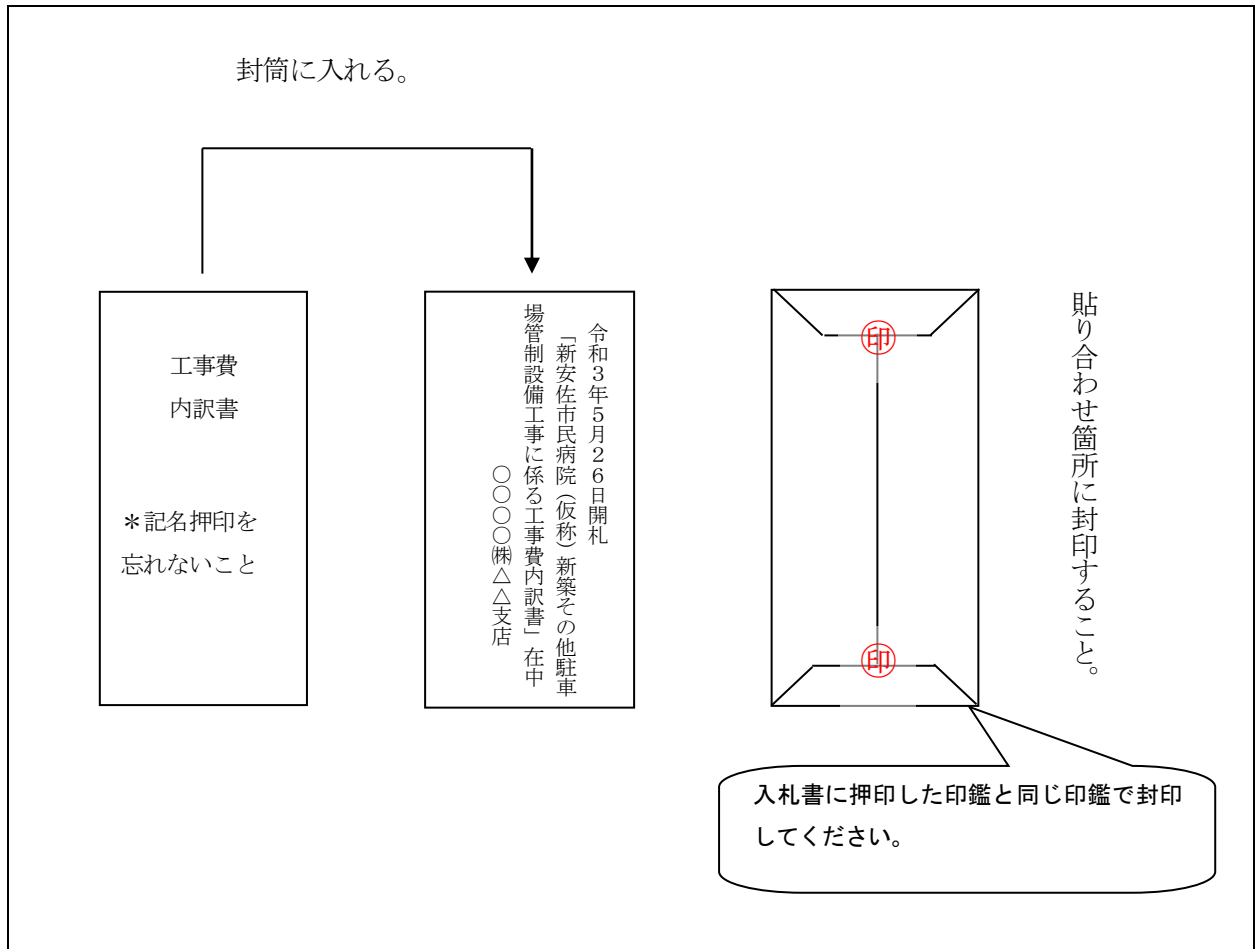 封筒に入れる。
工事費
内訳書
＊記名押印を
忘れないこと
令和３年５月２６日開札
「新安佐市民病院（仮称）新築その他駐車
場管制設備工事に係る工事費内訳書」在中
○○○○㈱△△支店
印
印
貼り合わせ箇所に封印すること。
入札書に押印した印鑑と同じ印鑑で封印
してください。